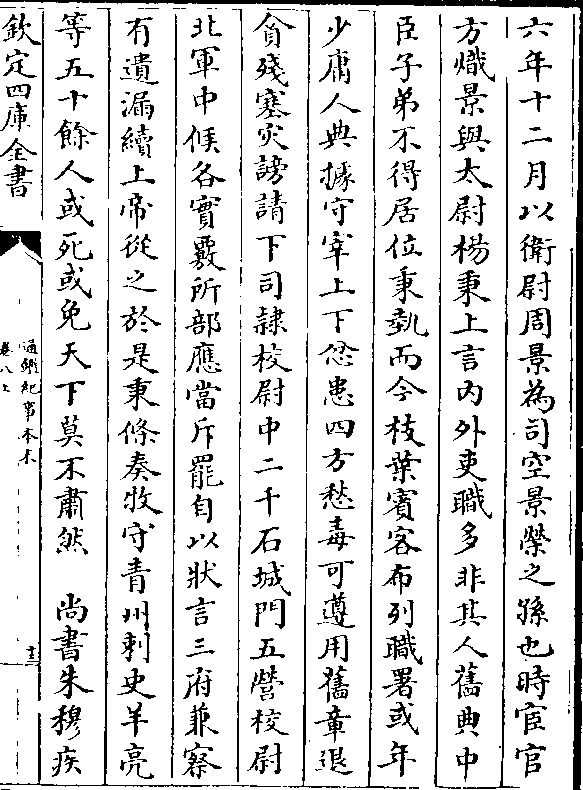 六年十二月以衛尉周景為司空景榮之孫也時宦官
方熾景與太尉楊秉上言内外吏職多非其人舊典中
臣子弟不得居位秉埶而今枝葉賓客布列職署或年
少庸人典據守宰上下忿患四方愁毒可遵用舊章退
貪殘塞災謗請下司隸校尉中二千石城門五營校尉
北軍中候各實覈所部應當斥罷自以狀言三府兼察
有遺漏續上帝從之於是秉條奏牧守青州刺史羊亮
等五十餘人或死或免天下莫不肅然　尚書朱穆疾
欽定四庫全書
通鑑紀事本末
卷八上
十三